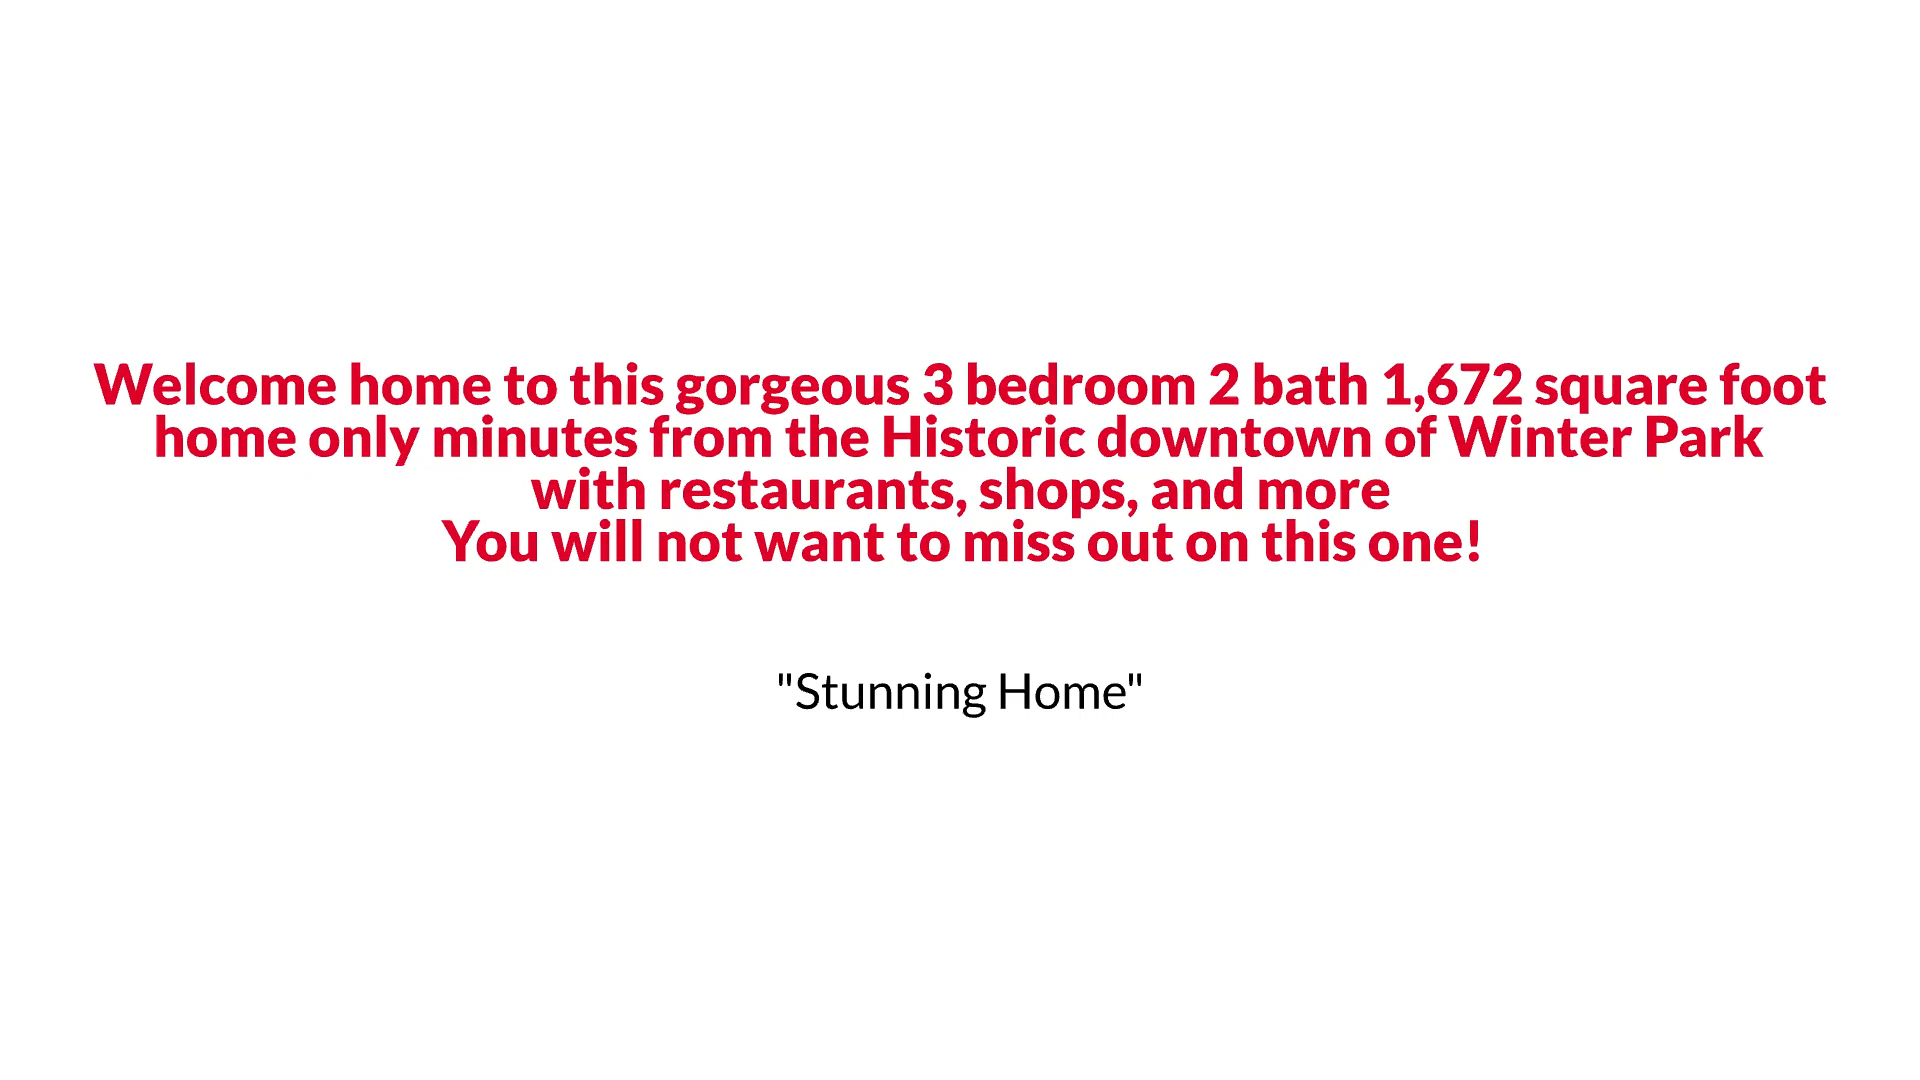 Welcome home to this gorgeous 3 bedroom 2 bath 1,672 square foot
home only minutes from the Historic downtown of Winter Park
with restaurants, shops, and more
You will not want to miss out on this one!
"Stunning Home"